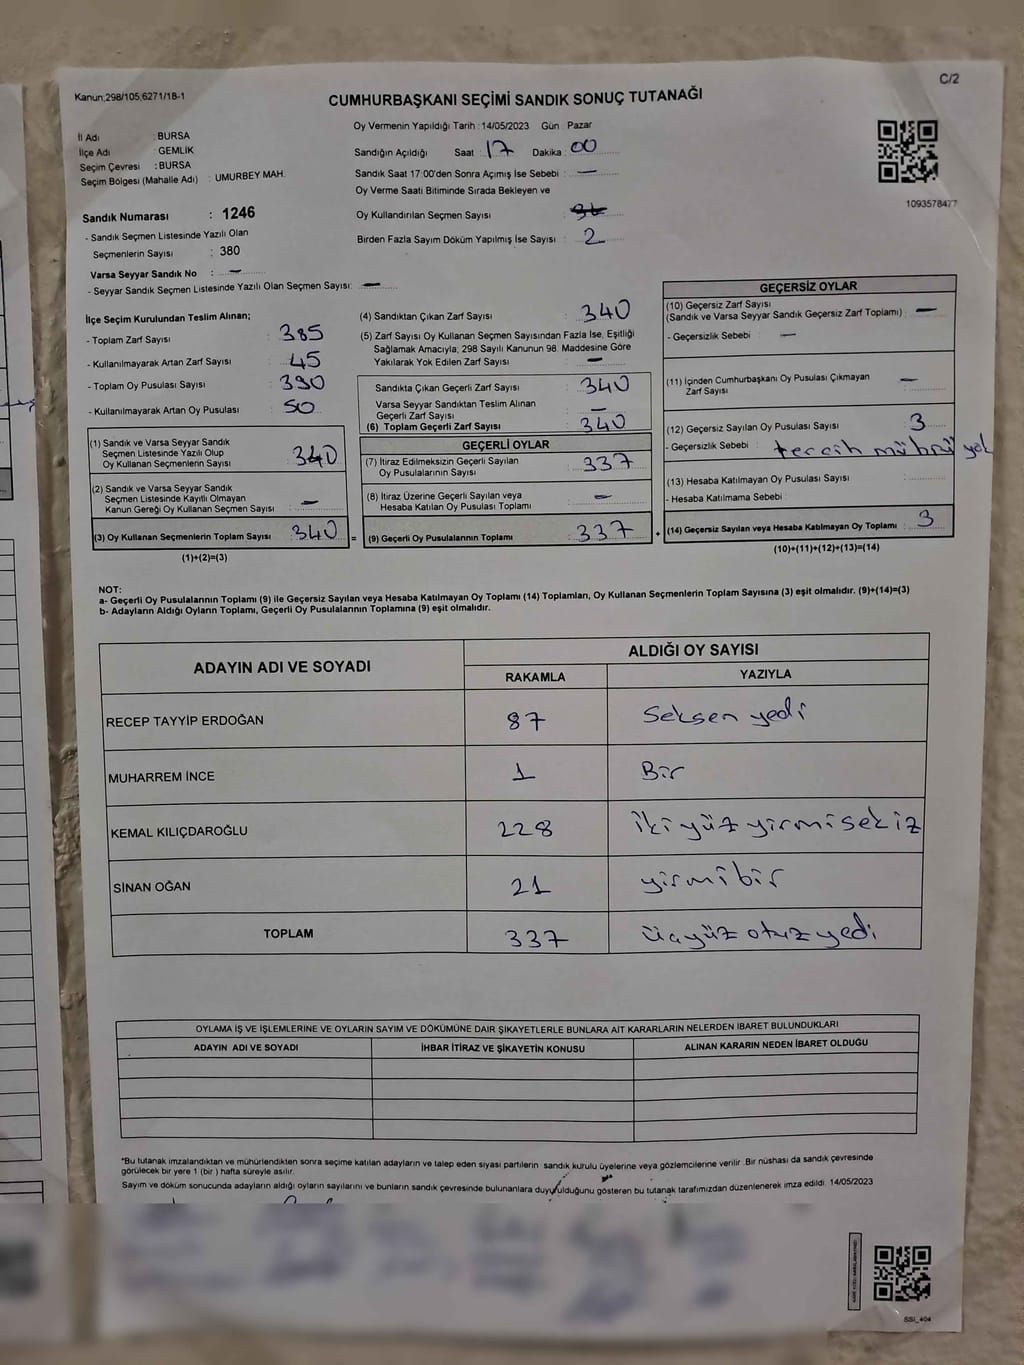 C/2
Kanun;298/105,6271/18-1
CUMHURBAŞKANI SEÇİMİ SANDIK SONUÇ TUTANAĞI
İl Adı : BURSA
İlçe Adı : GEMLİK
Seçim Çevresi : BURSA
Seçim Bölgesi (Mahalle Adı) : UMURBEY MAH.
Oy Vermenin Yapıldığı Tarih :14/05/2023 Gün : Pazar
Sandığın Açıldığı Saat : 17 Dakika : 00
Sandık Saat 17:00'den Sonra Açımış İse Sebebi : —
Oy Verme Saati Bitiminde Sırada Bekleyen ve
Oy Kullandırılan Seçmen Sayısı :
Birden Fazla Sayım Döküm Yapılmış İse Sayısı : 2
1093578477
Sandık Numarası : 1246
- Sandık Seçmen Listesinde Yazılı Olan
Seçmenlerin Sayısı : 380
Varsa Seyyar Sandık No : —
- Seyyar Sandık Seçmen Listesinde Yazılı Olan Seçmen Sayısı: —
İlçe Seçim Kurulundan Teslim Alınan;
- Toplam Zarf Sayısı : 385
- Kullanılmayarak Artan Zarf Sayısı : 45
- Toplam Oy Pusulası Sayısı : 390
- Kullanılmayarak Artan Oy Pusulası : 50
(1) Sandık ve Varsa Seyyar Sandık
Seçmen Listesinde Yazılı Olup
Oy Kullanan Seçmenlerin Sayısı : 340
(2) Sandık ve Varsa Seyyar Sandık
Seçmen Listesinde Kayıtlı Olmayan
Kanun Gereği Oy Kullanan Seçmen Sayısı : —
(3) Oy Kullanan Seçmenlerin Toplam Sayısı : 340 =
(1)+(2)=(3)
(4) Sandıktan Çıkan Zarf Sayısı : 340
(5) Zarf Sayısı Oy Kullanan Seçmen Sayısından Fazla İse, Eşitliği
Sağlamak Amacıyla; 298 Sayılı Kanunun 98. Maddesine Göre
Yakılarak Yok Edilen Zarf Sayısı : —
Sandıkta Çıkan Geçerli Zarf Sayısı : 340
Varsa Seyyar Sandıktan Teslim Alınan
Geçerli Zarf Sayısı : —
(6) Toplam Geçerli Zarf Sayısı : 340
GEÇERLİ OYLAR
(7) İtiraz Edilmeksizin Geçerli Sayılan
Oy Pusulalarının Sayısı : 337
(8) İtiraz Üzerine Geçerli Sayılan veya
Hesaba Katılan Oy Pusulası Toplamı : —
(9) Geçerli Oy Pusulalarının Toplamı : 337 +
GEÇERSİZ OYLAR
(10) Geçersiz Zarf Sayısı
(Sandık ve Varsa Seyyar Sandık Geçersiz Zarf Toplamı) : —
- Geçersizlik Sebebi : —
(11) İçinden Cumhurbaşkanı Oy Pusulası Çıkmayan
Zarf Sayısı : —
(12) Geçersiz Sayılan Oy Pusulası Sayısı : 3
- Geçersizlik Sebebi : tercih mührü yok
(13) Hesaba Katılmayan Oy Pusulası Sayısı :
- Hesaba Katılmama Sebebi :
(14) Geçersiz Sayılan veya Hesaba Katılmayan Oy Toplamı : 3
(10)+(11)+(12)+(13)=(14)
NOT:
a- Geçerli Oy Pusulalarının Toplamı (9) ile Geçersiz Sayılan veya Hesaba Katılmayan Oy Toplamı (14) Toplamları, Oy Kullanan Seçmenlerin Toplam Sayısına (3) eşit olmalıdır. (9)+(14)=(3)
b- Adayların Aldığı Oyların Toplamı, Geçerli Oy Pusulalarının Toplamına (9) eşit olmalıdır.
ADAYIN ADI VE SOYADI ALDIĞI OY SAYISI
RAKAMLA YAZIYLA
RECEP TAYYİP ERDOĞAN 87 Seksen yedi
MUHARREM İNCE 1 Bir
KEMAL KILIÇDAROĞLU 228 iki yüz yirmi sekiz
SİNAN OĞAN 21 yirmi bir
TOPLAM 337 üçyüz otuz yedi
OYLAMA İŞ VE İŞLEMLERİNE VE OYLARIN SAYIM VE DÖKÜMÜNE DAİR ŞİKAYETLERLE BUNLARA AİT KARARLARIN NELERDEN İBARET BULUNDUKLARI
ADAYIN ADI VE SOYADI İHBAR İTİRAZ VE ŞİKAYETİN KONUSU ALINAN KARARIN NEDEN İBARET OLDUĞU
*Bu tutanak imzalandıktan ve mühürlendikten sonra seçime katılan adayların ve talep eden siyasi partilerin sandık kurulu üyelerine veya gözlemcilerine verilir. Bir nüshası da sandık çevresinde
görülecek bir yere 1 (bir ) hafta süreyle asılır.
Sayım ve döküm sonucunda adayların aldığı oyların sayılarını ve bunların sandık çevresinde bulunanlara duyurulduğunu gösteren bu tutanak tarafımızdan düzenlenerek imza edildi. 14/05/2023
SSİ_404